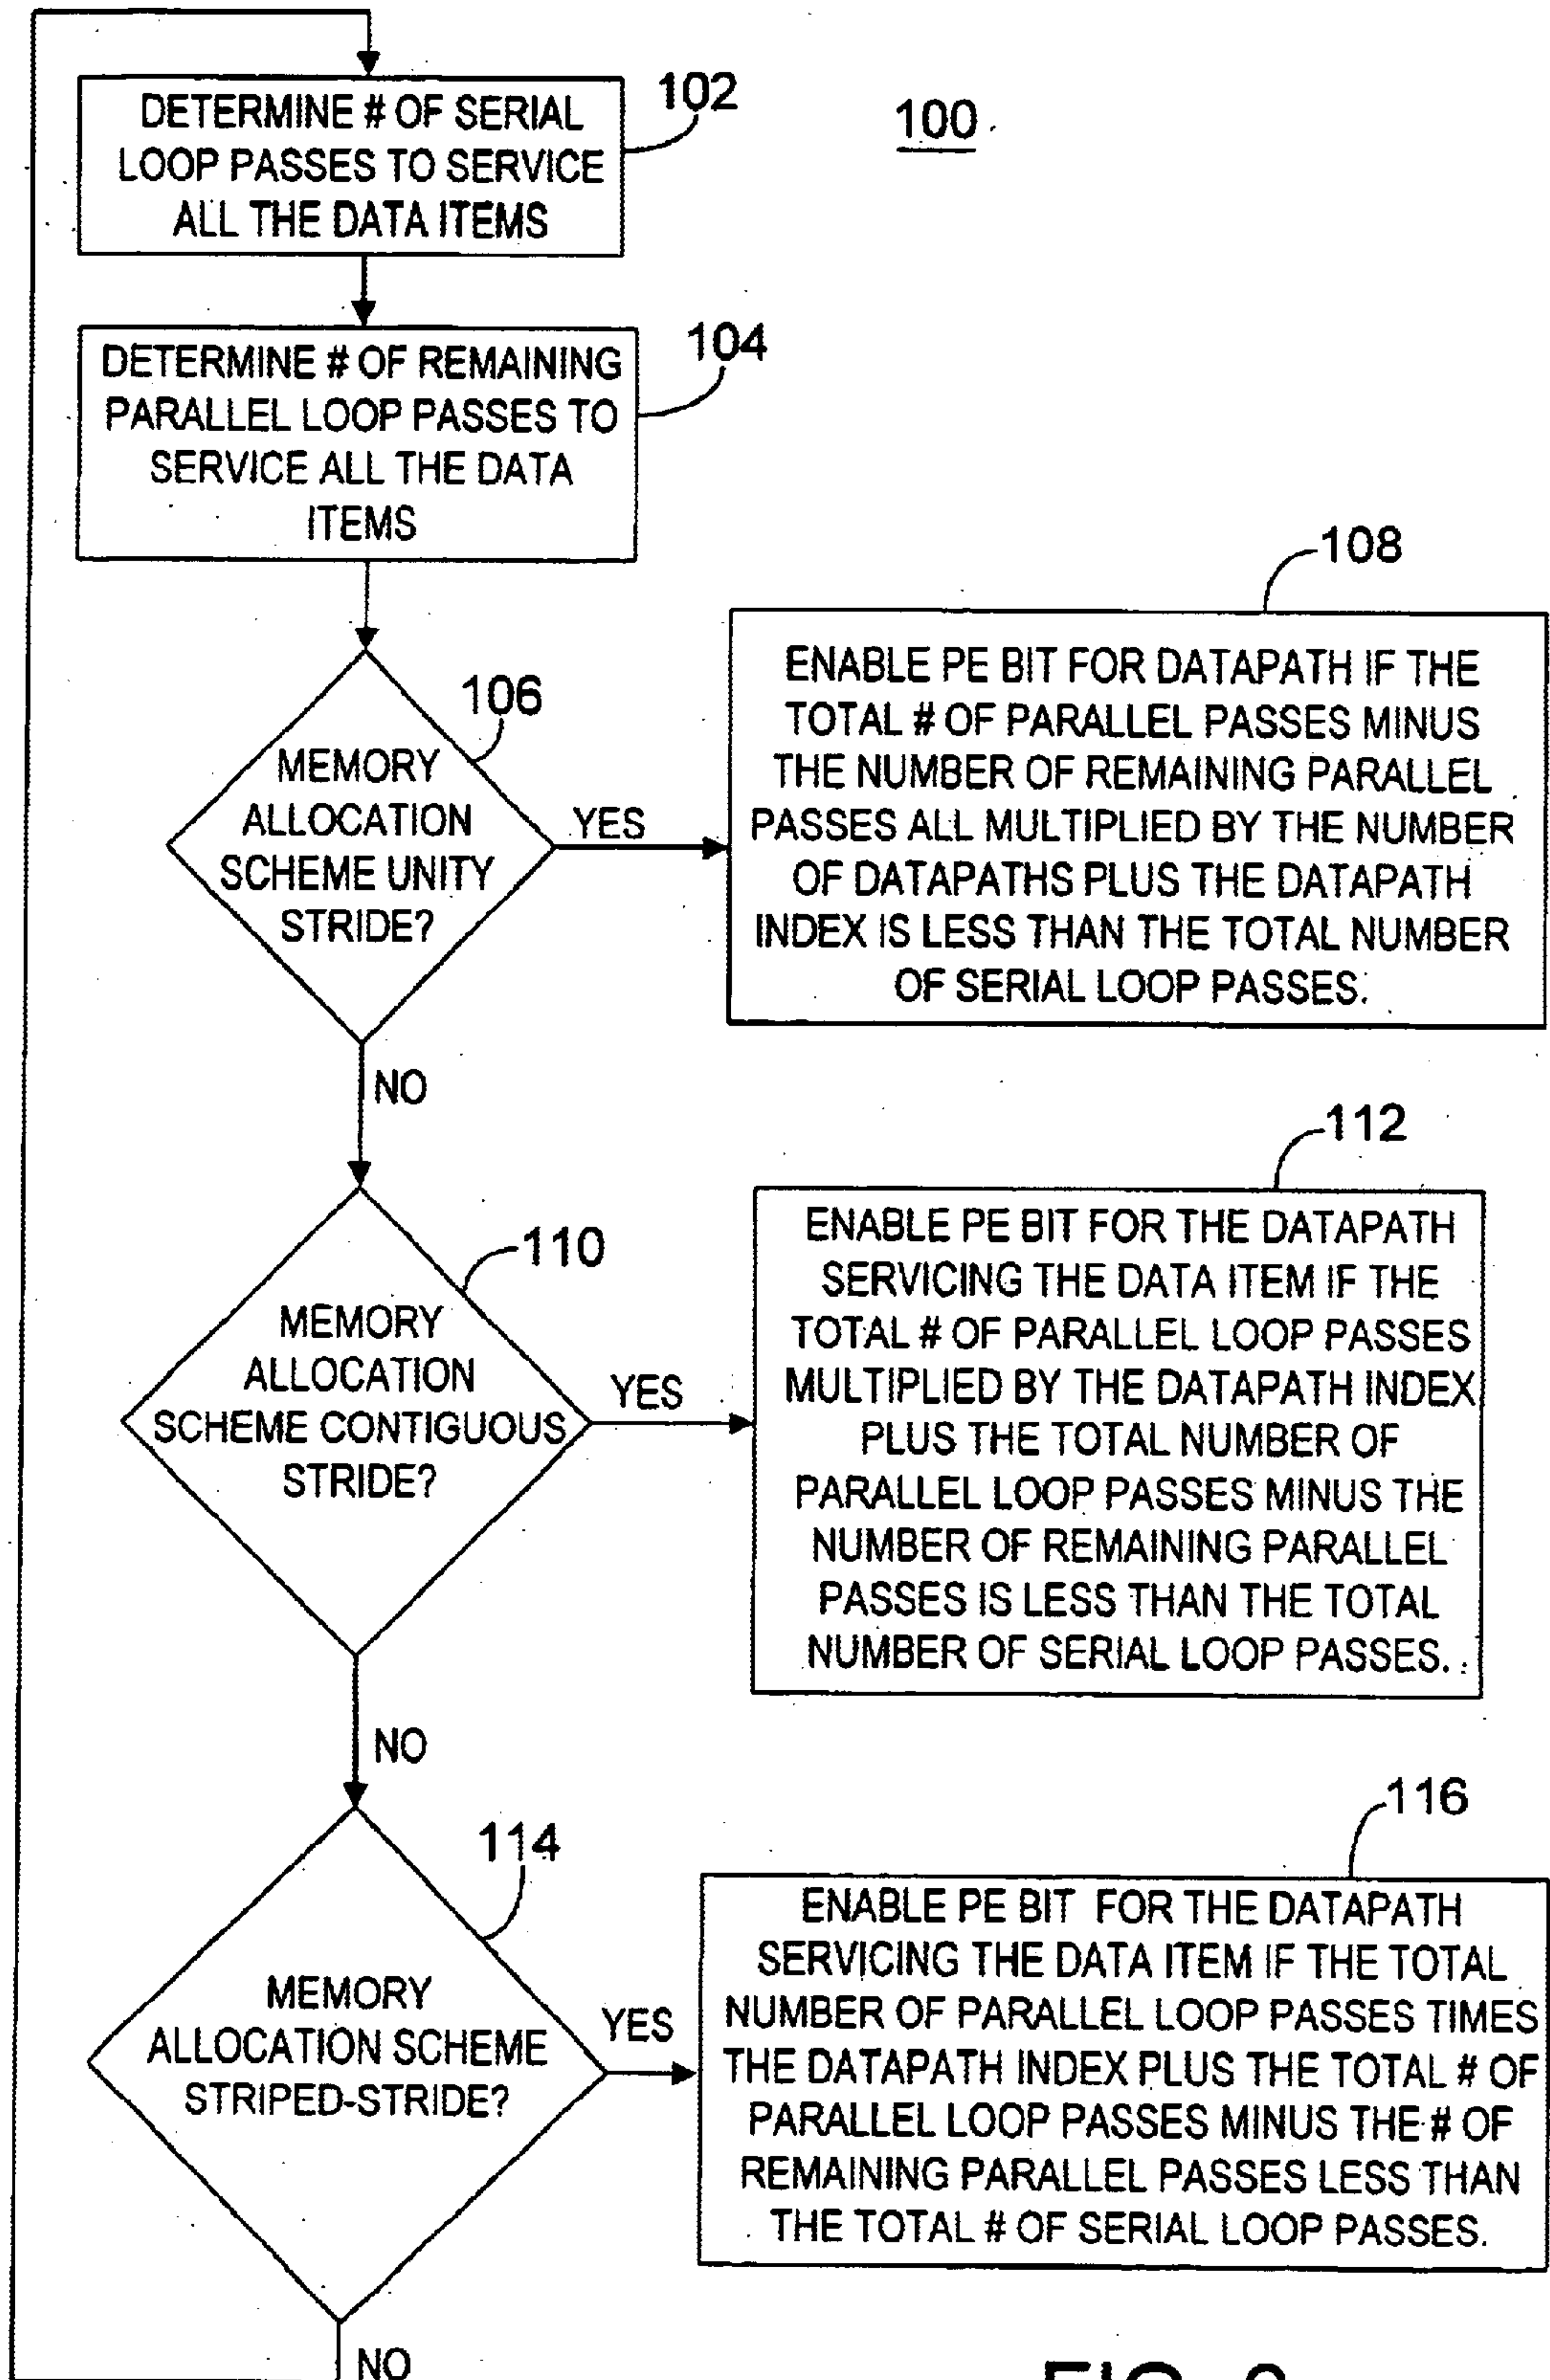 102
100
DETERMINE # OF SERIAL
LOOP PASSES TO SERVICE
ALL THE DATA ITEMS
104
DETERMINE # OF REMAINING
PARALLEL LOOP PASSES TO
SERVICE ALL THE DATA
ITEMS
108
106
MEMORY
ALLOCATION
SCHEME UNITY
STRIDE?
YES
ENABLE PE BIT FOR DATAPATH IF THE
TOTAL # OF PARALLEL PASSES MINUS
THE NUMBER OF REMAINING PARALLEL
PASSES ALL MULTIPLIED BY THE NUMBER
OF DATAPATHS PLUS THE DATAPATH
INDEX IS LESS THAN THE TOTAL NUMBER
OF SERIAL LOOP PASSES.
NO
112
110
MEMORY
ALLOCATION
SCHEME CONTIGUOUS
STRIDE?
YES
ENABLE PE BIT FOR THE DATAPATH
SERVICING THE DATA ITEM IF THE
TOTAL # OF PARALLEL LOOP PASSES
MULTIPLIED BY THE DATAPATH INDEX
PLUS THE TOTAL NUMBER OF
PARALLEL LOOP PASSES MINUS THE
NUMBER OF REMAINING PARALLEL
PASSES IS LESS THAN THE TOTAL
NUMBER OF SERIAL LOOP PASSES.
NO
116
114
MEMORY
ALLOCATION SCHEME
STRIPED-STRIDE?
YES
ENABLE PE BIT FOR THE DATAPATH
SERVICING THE DATA ITEM IF THE TOTAL
NUMBER OF PARALLEL LOOP PASSES TIMES
THE DATAPATH INDEX PLUS THE TOTAL # OF
PARALLEL LOOP PASSES MINUS THE # OF
REMAINING PARALLEL PASSES LESS THAN
THE TOTAL # OF SERIAL LOOP PASSES.
NO
FIG.